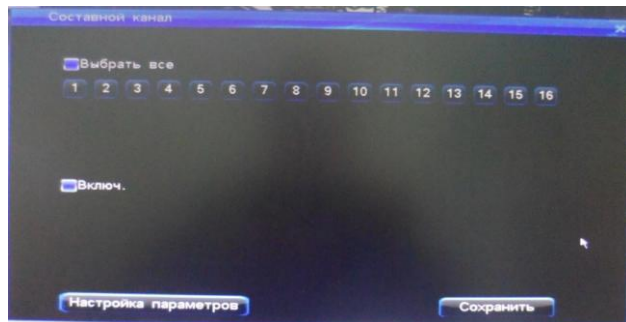 Составной канал
Выбрать все
1 2 3 4 5 6 7 8 9 10 11 12 13 14 15 16
Включ.
Настройка параметров Сохранить